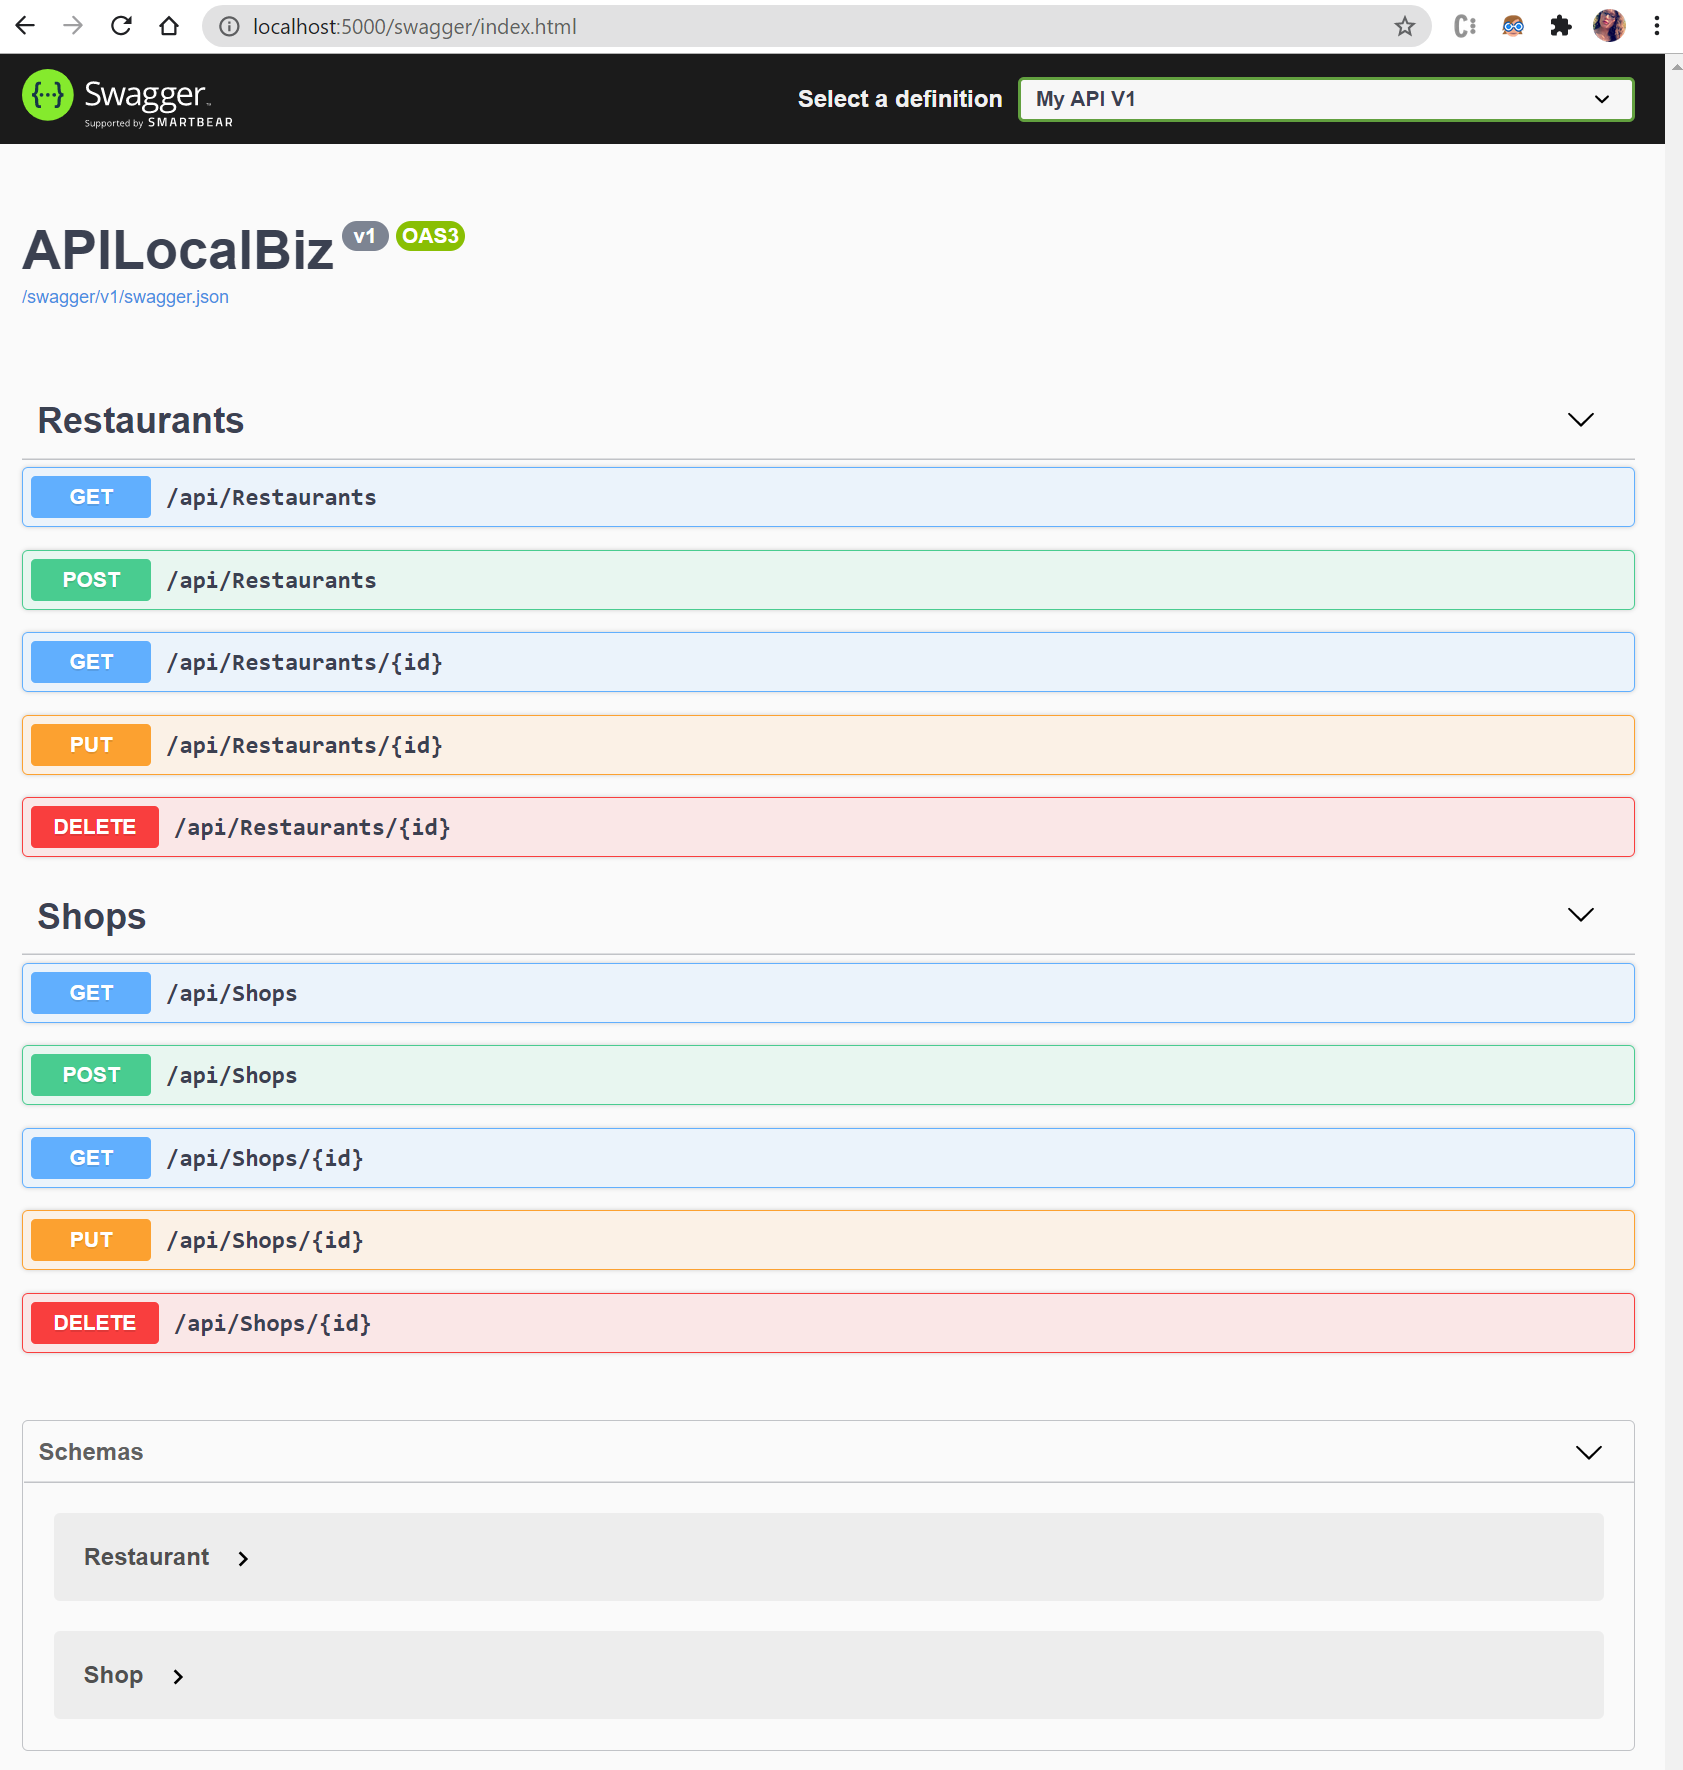 localhost:5000/swagger/index.html
{···} Swagger™
Supported by SMARTBEAR
Select a definition
My API V1
APILocalBiz v1 OAS3
/swagger/v1/swagger.json
Restaurants
GET /api/Restaurants
POST /api/Restaurants
GET /api/Restaurants/{id}
PUT /api/Restaurants/{id}
DELETE /api/Restaurants/{id}
Shops
GET /api/Shops
POST /api/Shops
GET /api/Shops/{id}
PUT /api/Shops/{id}
DELETE /api/Shops/{id}
Schemas
Restaurant
Shop